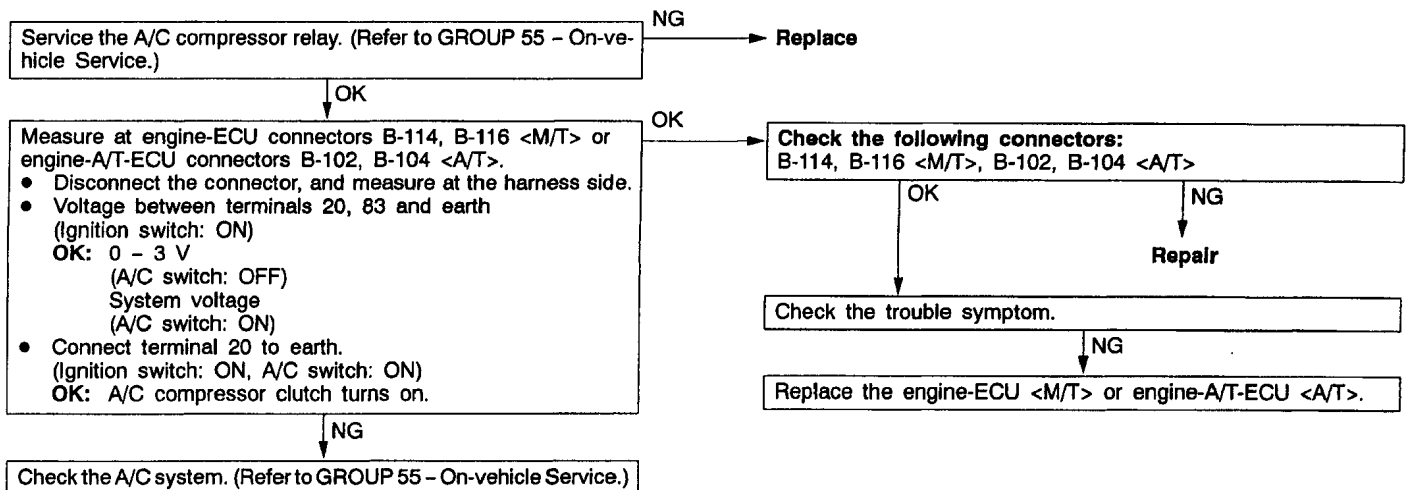 Service the A/C compressor relay. (Refer to GROUP 55 – On-ve-
hicle Service.)
NG
Replace
OK
Measure at engine-ECU connectors B-114, B-116 <M/T> or
engine-A/T-ECU connectors B-102, B-104 <A/T>.
● Disconnect the connector, and measure at the harness side.
● Voltage between terminals 20, 83 and earth
(Ignition switch: ON)
OK: 0 – 3 V
(A/C switch: OFF)
System voltage
(A/C switch: ON)
● Connect terminal 20 to earth.
(Ignition switch: ON, A/C switch: ON)
OK: A/C compressor clutch turns on.
OK
Check the following connectors:
B-114, B-116 <M/T>, B-102, B-104 <A/T>
OK
NG
Repair
Check the trouble symptom.
NG
Replace the engine-ECU <M/T> or engine-A/T-ECU <A/T>.
NG
Check the A/C system. (Refer to GROUP 55 – On-vehicle Service.)